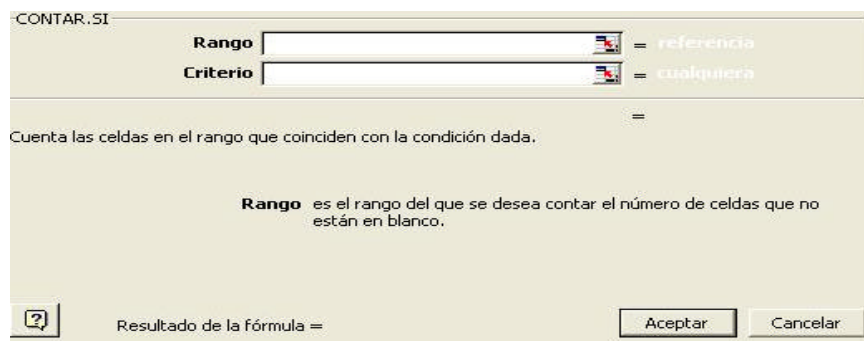 CONTAR.SI
Rango = referencia
Criterio = cualquiera
=
Cuenta las celdas en el rango que coinciden con la condición dada.
Rango es el rango del que se desea contar el número de celdas que no
están en blanco.
Resultado de la fórmula =
Aceptar
Cancelar